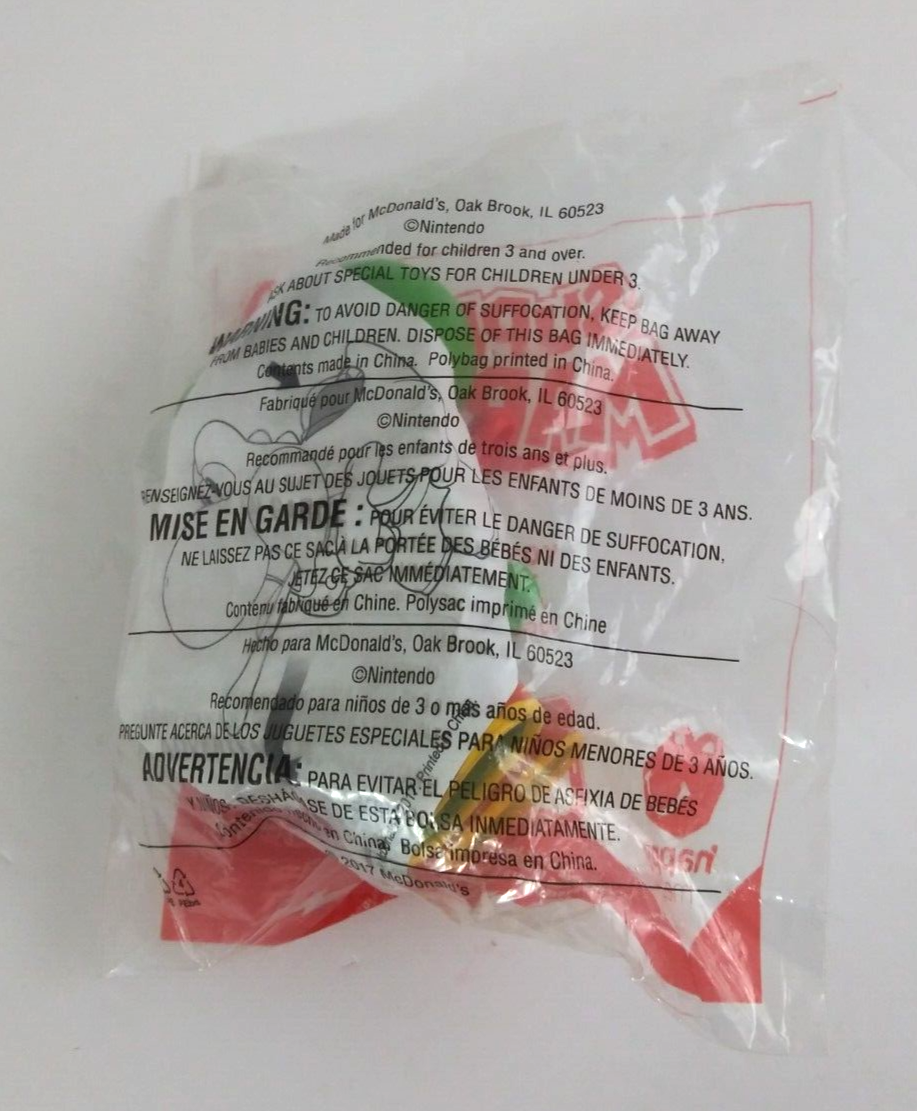 Made for McDonald's, Oak Brook, IL 60523
©Nintendo
Recommended for children 3 and over.
ASK ABOUT SPECIAL TOYS FOR CHILDREN UNDER 3.
WARNING: TO AVOID DANGER OF SUFFOCATION, KEEP BAG AWAY
FROM BABIES AND CHILDREN. DISPOSE OF THIS BAG IMMEDIATELY.
Contents made in China. Polybag printed in China.
Fabriqué pour McDonald's, Oak Brook, IL 60523
©Nintendo
Recommandé pour les enfants de trois ans et plus.
RENSEIGNEZ-VOUS AU SUJET DES JOUETS POUR LES ENFANTS DE MOINS DE 3 ANS.
MISE EN GARDE : POUR ÉVITER LE DANGER DE SUFFOCATION,
NE LAISSEZ PAS CE SAC À LA PORTÉE DES BÉBÉS NI DES ENFANTS.
JETEZ CE SAC IMMÉDIATEMENT.
Contenu fabriqué en Chine. Polysac imprimé en Chine
Hecho para McDonald's, Oak Brook, IL 60523
©Nintendo
Recomendado para niños de 3 o más años de edad.
PREGUNTE ACERCA DE LOS JUGUETES ESPECIALES PARA NIÑOS MENORES DE 3 AÑOS.
ADVERTENCIA: PARA EVITAR EL PELIGRO DE ASFIXIA DE BEBÉS
Y NIÑOS, DESHÁGASE DE ESTA BOLSA INMEDIATAMENTE.
Contenido hecho en China. Bolsa impresa en China.
© 2017 McDonald's